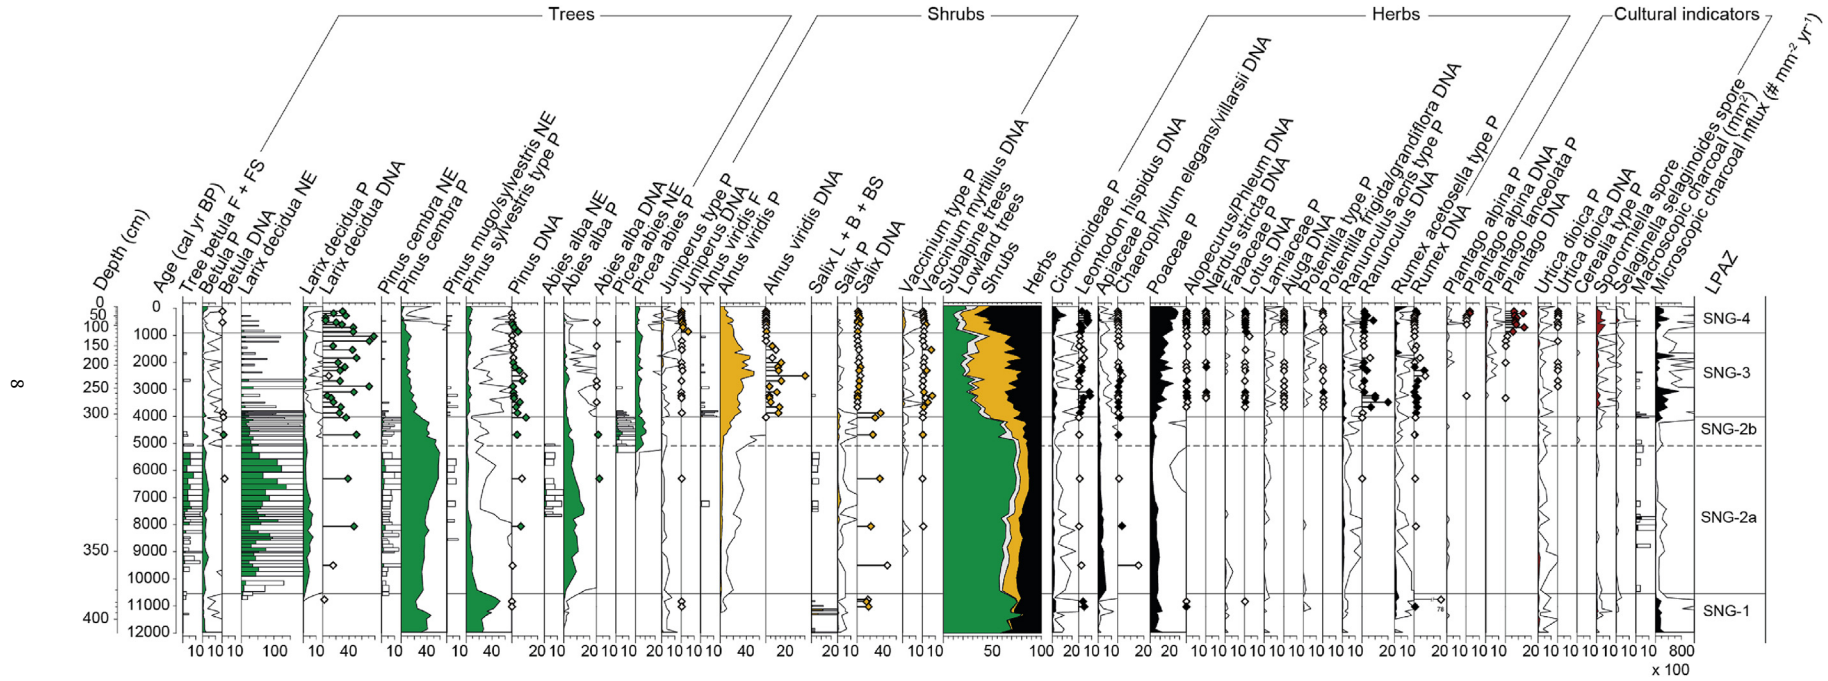 Trees
Shrubs
Herbs
Cultural indicators
8
Depth (cm)
Age (cal yr BP)
Tree betula F + FS
Betula P
Betula DNA
Larix decidua NE
Larix decidua P
Larix decidua DNA
Pinus cembra NE
Pinus cembra P
Pinus mugo/sylvestris NE
Pinus sylvestris type P
Pinus DNA
Abies alba NE
Abies alba P
Abies alba DNA
Picea abies NE
Picea abies P
Juniperus type P
Juniperus DNA
Alnus viridis F
Alnus viridis P
Alnus viridis DNA
Salix L + B + BS
Salix P
Salix DNA
Vaccinium type P
Vaccinium myrtillus DNA
Subalpine trees
Lowland trees
Shrubs
Herbs
Cichorioideae P
Leontodon hispidus DNA
Apiaceae P
Chaerophyllum elegans/villarsii DNA
Poaceae P
Alopecurus/Phleum DNA
Nardus stricta DNA
Fabaceae P
Lotus DNA
Lamiaceae P
Ajuga DNA
Potentilla type P
Potentilla frigida/grandiflora DNA
Ranunculus acris type P
Ranunculus DNA
Rumex acetosella type P
Rumex DNA
Plantago alpina P
Plantago alpina DNA
Plantago lanceolata P
Plantago DNA
Urtica dioica P
Urtica dioica DNA
Cerealia type P
Sporormiella spore
Selaginella selaginoides spore
Macroscopic charcoal (mm²)
Microscopic charcoal influx (# mm⁻² yr⁻¹)
LPAZ
0
50
100
150
200
250
300
350
400
0
1000
2000
3000
4000
5000
6000
7000
8000
9000
10000
11000
12000
SNG-4
SNG-3
SNG-2b
SNG-2a
SNG-1
78
10 10 10 100 10 40 10 40 10 40 20 10 10 10 10 20 10 10 10 40 20 10 10 40 10 10 50 100 20 10 10 20 20 10 10 10 10 10 10 10 10 10 20 10 20 10 10 10 10 10 10 10 10 10 10 800
x 100